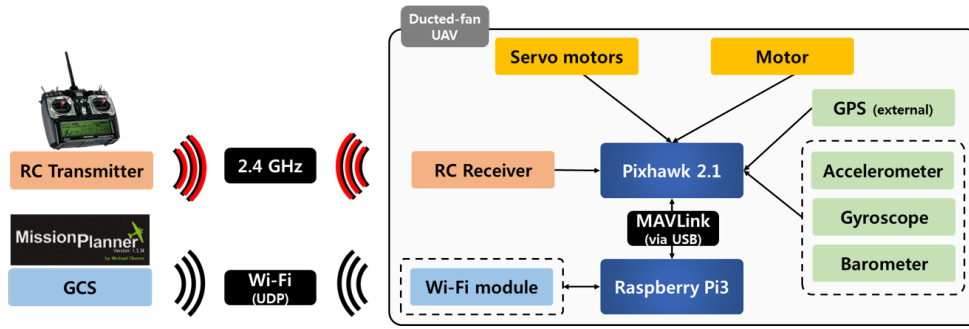 Ducted-fan
UAV
Servo motors
Motor
GPS (external)
RC Transmitter
2.4 GHz
RC Receiver
Pixhawk 2.1
Accelerometer
Gyroscope
Barometer
MAVLink
(via USB)
MissionPlanner
GCS
Wi-Fi
(UDP)
Wi-Fi module
Raspberry Pi3